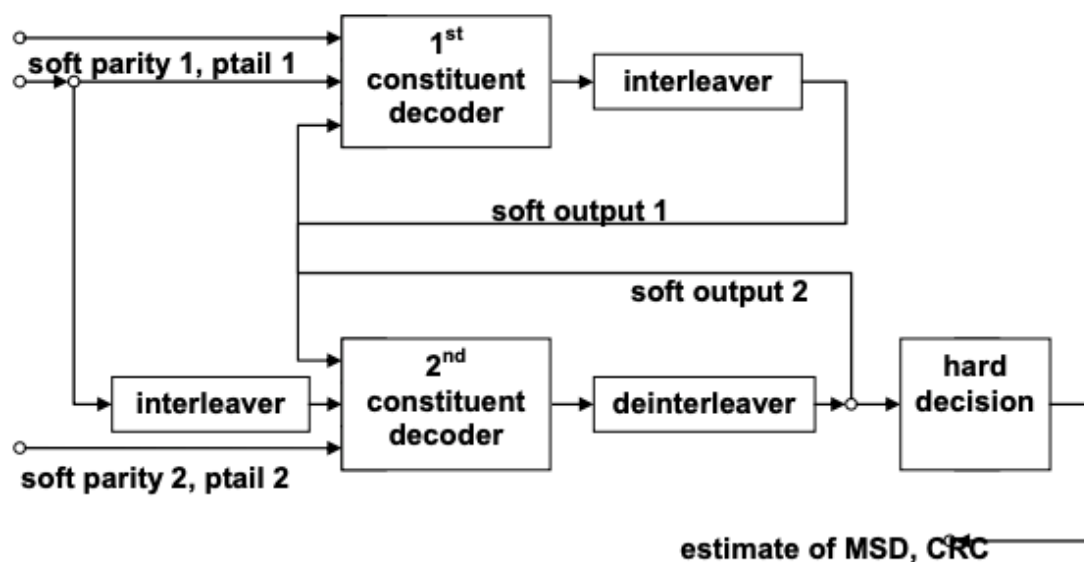 1st
constituent
decoder
soft parity 1, ptail 1
interleaver
soft output 1
soft output 2
2nd
constituent
decoder
interleaver
deinterleaver
hard
decision
soft parity 2, ptail 2
estimate of MSD, CRC